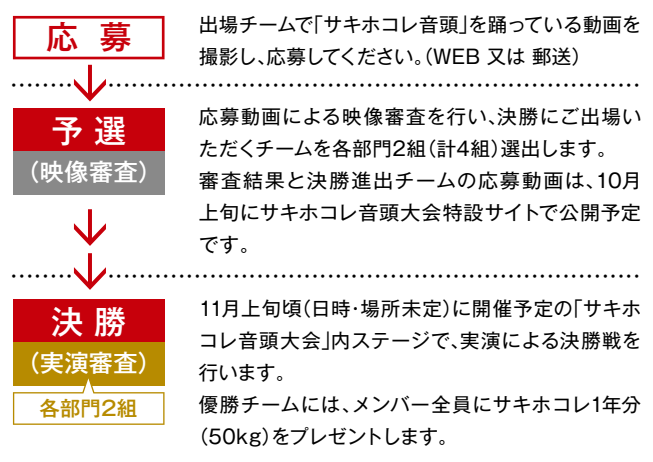 応募
出場チームで「サキホコレ音頭」を踊っている動画を
撮影し、応募してください。(WEB 又は 郵送)
予選
(映像審査)
応募動画による映像審査を行い、決勝にご出場い
ただくチームを各部門2組(計4組)選出します。
審査結果と決勝進出チームの応募動画は、10月
上旬にサキホコレ音頭大会特設サイトで公開予定
です。
決勝
(実演審査)
各部門2組
11月上旬頃(日時・場所未定)に開催予定の「サキホ
コレ音頭大会」内ステージで、実演による決勝戦を
行います。
優勝チームには、メンバー全員にサキホコレ1年分
(50kg)をプレゼントします。